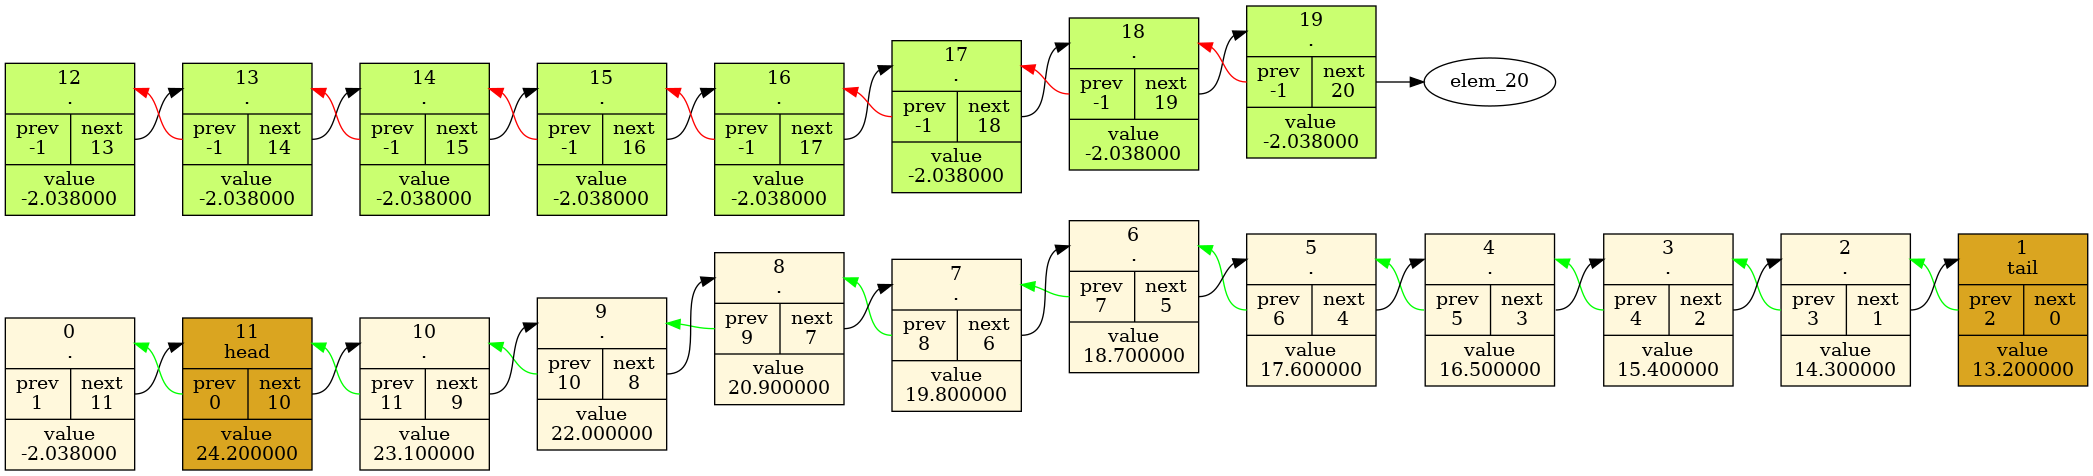 12
.
prev next
-1 13
value
-2.038000
13
.
prev next
-1 14
value
-2.038000
14
.
prev next
-1 15
value
-2.038000
15
.
prev next
-1 16
value
-2.038000
16
.
prev next
-1 17
value
-2.038000
17
.
prev next
-1 18
value
-2.038000
18
.
prev next
-1 19
value
-2.038000
19
.
prev next
-1 20
value
-2.038000
elem_20
0
.
prev next
1 11
value
-2.038000
11
head
prev next
0 10
value
24.200000
10
.
prev next
11 9
value
23.100000
9
.
prev next
10 8
value
22.000000
8
.
prev next
9 7
value
20.900000
7
.
prev next
8 6
value
19.800000
6
.
prev next
7 5
value
18.700000
5
.
prev next
6 4
value
17.600000
4
.
prev next
5 3
value
16.500000
3
.
prev next
4 2
value
15.400000
2
.
prev next
3 1
value
14.300000
1
tail
prev next
2 0
value
13.200000